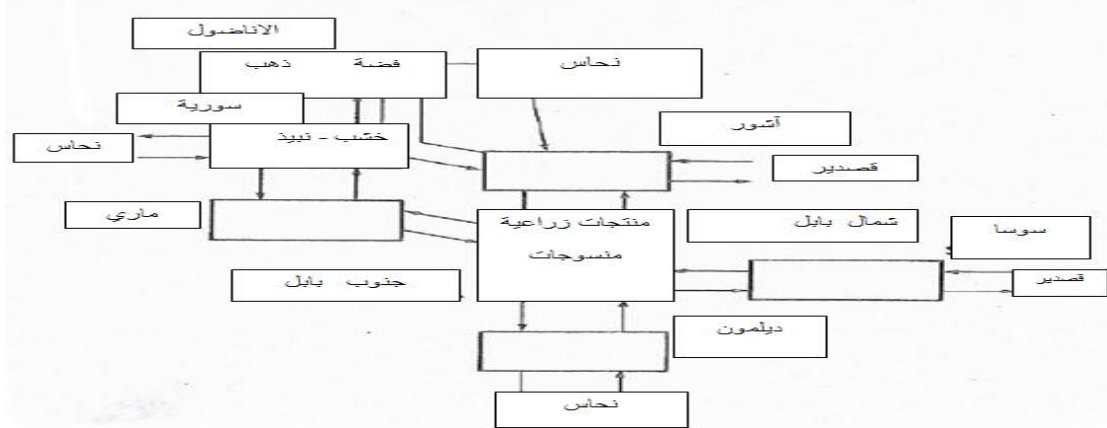 الاناضول
فضة ذهب
نحاس
سورية
خشب - نبيذ
نحاس
آشور
قصدير
ماري
منتجات زراعية
منسوجات
شمال بابل
سوسا
قصدير
جنوب بابل
ديلمون
نحاس